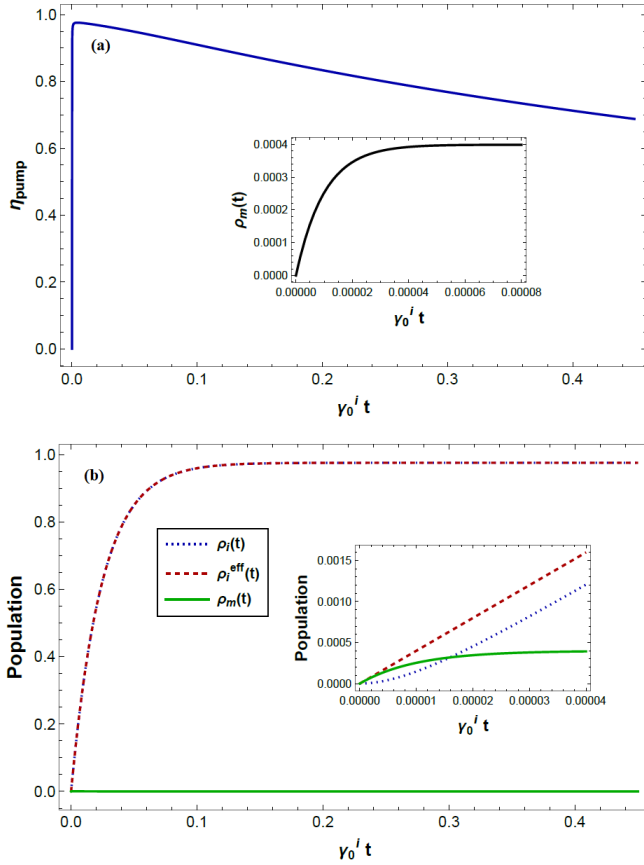 (a)
η_pump
1.0
0.8
0.6
0.4
0.2
0.0
0.0 0.1 0.2 0.3 0.4
γ₀ⁱ t
ρ_m(t)
0.0004
0.0003
0.0002
0.0001
0.0000
0.00000 0.00002 0.00004 0.00006 0.00008
γ₀ⁱ t
(b)
Population
1.0
0.8
0.6
0.4
0.2
0.0
0.0 0.1 0.2 0.3 0.4
γ₀ⁱ t
ρ_i(t)
ρ_i^eff(t)
ρ_m(t)
Population
0.0015
0.0010
0.0005
0.0000
0.00000 0.00001 0.00002 0.00003 0.00004
γ₀ⁱ t